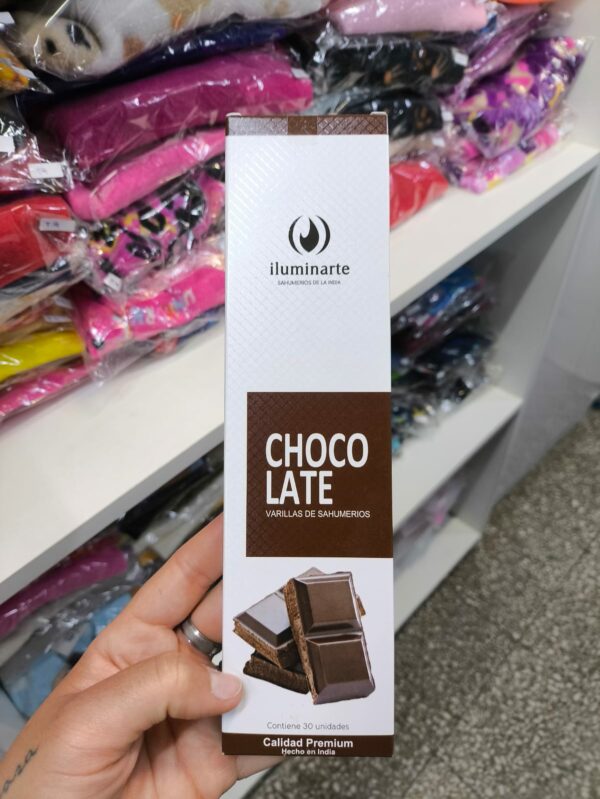 iluminarte
SAHUMERIOS DE LA INDIA
CHOCO
LATE
VARILLAS DE SAHUMERIOS
Contiene 30 unidades
Calidad Premium
Hecho en India